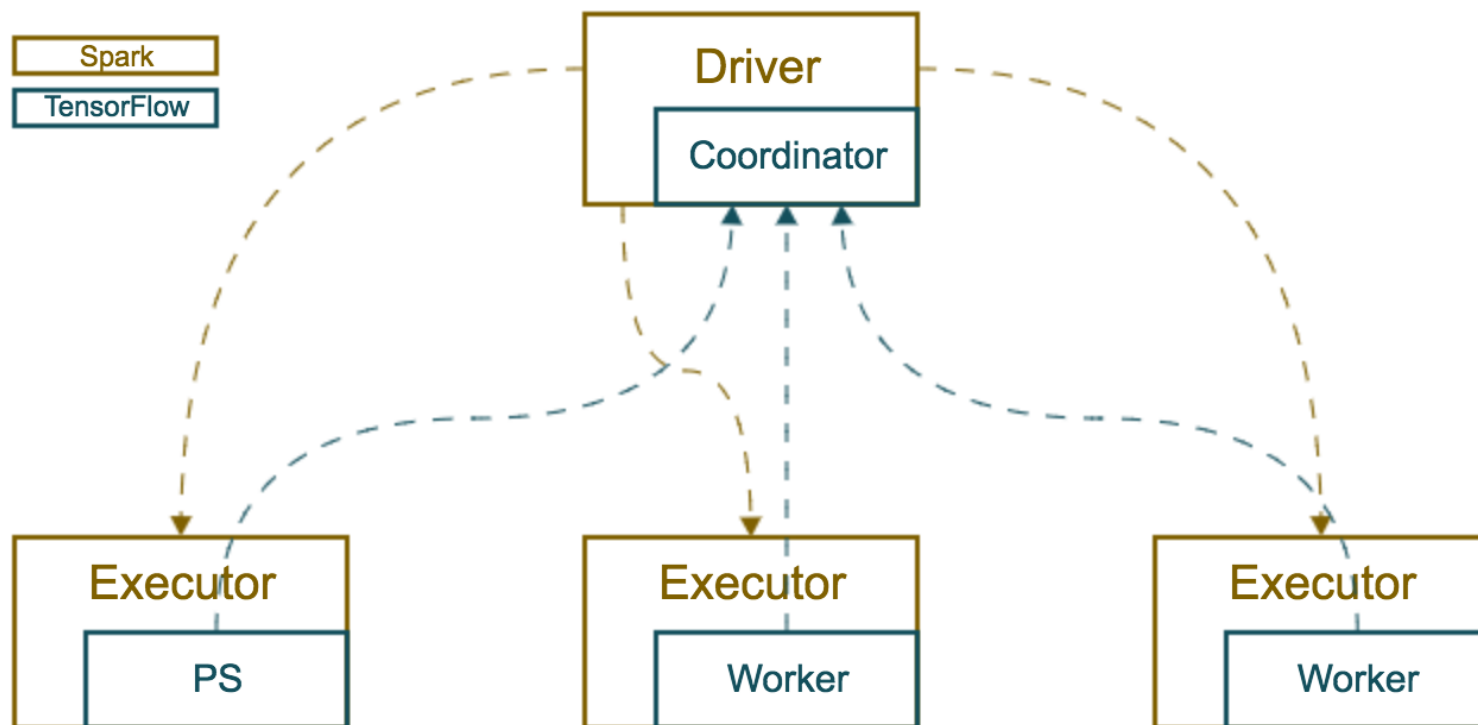 Spark
TensorFlow
Driver
Coordinator
Executor
Executor
Executor
PS
Worker
Worker